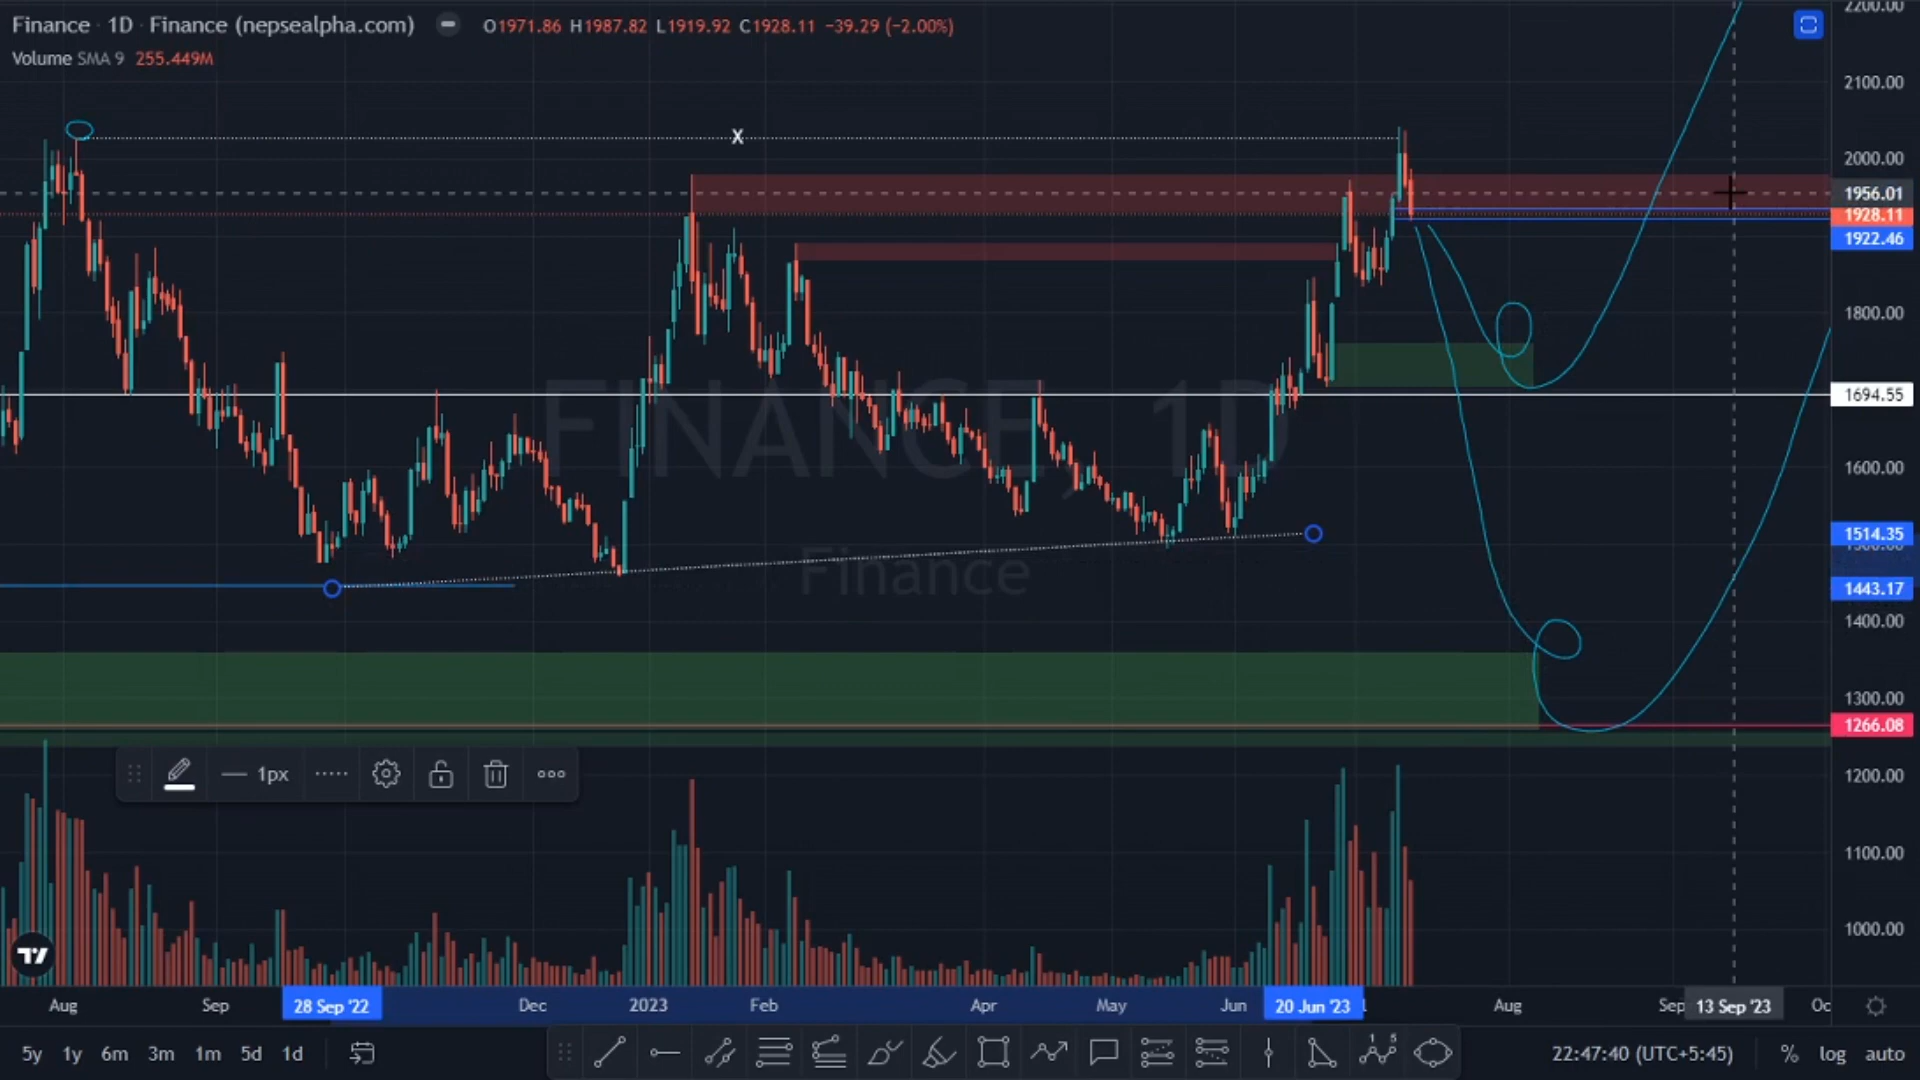 Finance · 1D · Finance (nepsealpha.com) O1971.86 H1987.82 L1919.92 C1928.11 −39.29 (−2.00%)
Volume SMA 9 255.449M
2200.00
2100.00
X
2000.00
1956.01
1928.11
1922.46
1800.00
1694.55
FINANCE, 1D
1600.00
1514.35
Finance
1443.17
1400.00
1300.00
1266.08
1px
1200.00
1100.00
1000.00
Aug Sep 28 Sep '22 Dec 2023 Feb Apr May Jun 20 Jun '23 Aug Sep 13 Sep '23 Oc
5y 1y 6m 3m 1m 5d 1d 22:47:40 (UTC+5:45) % log auto